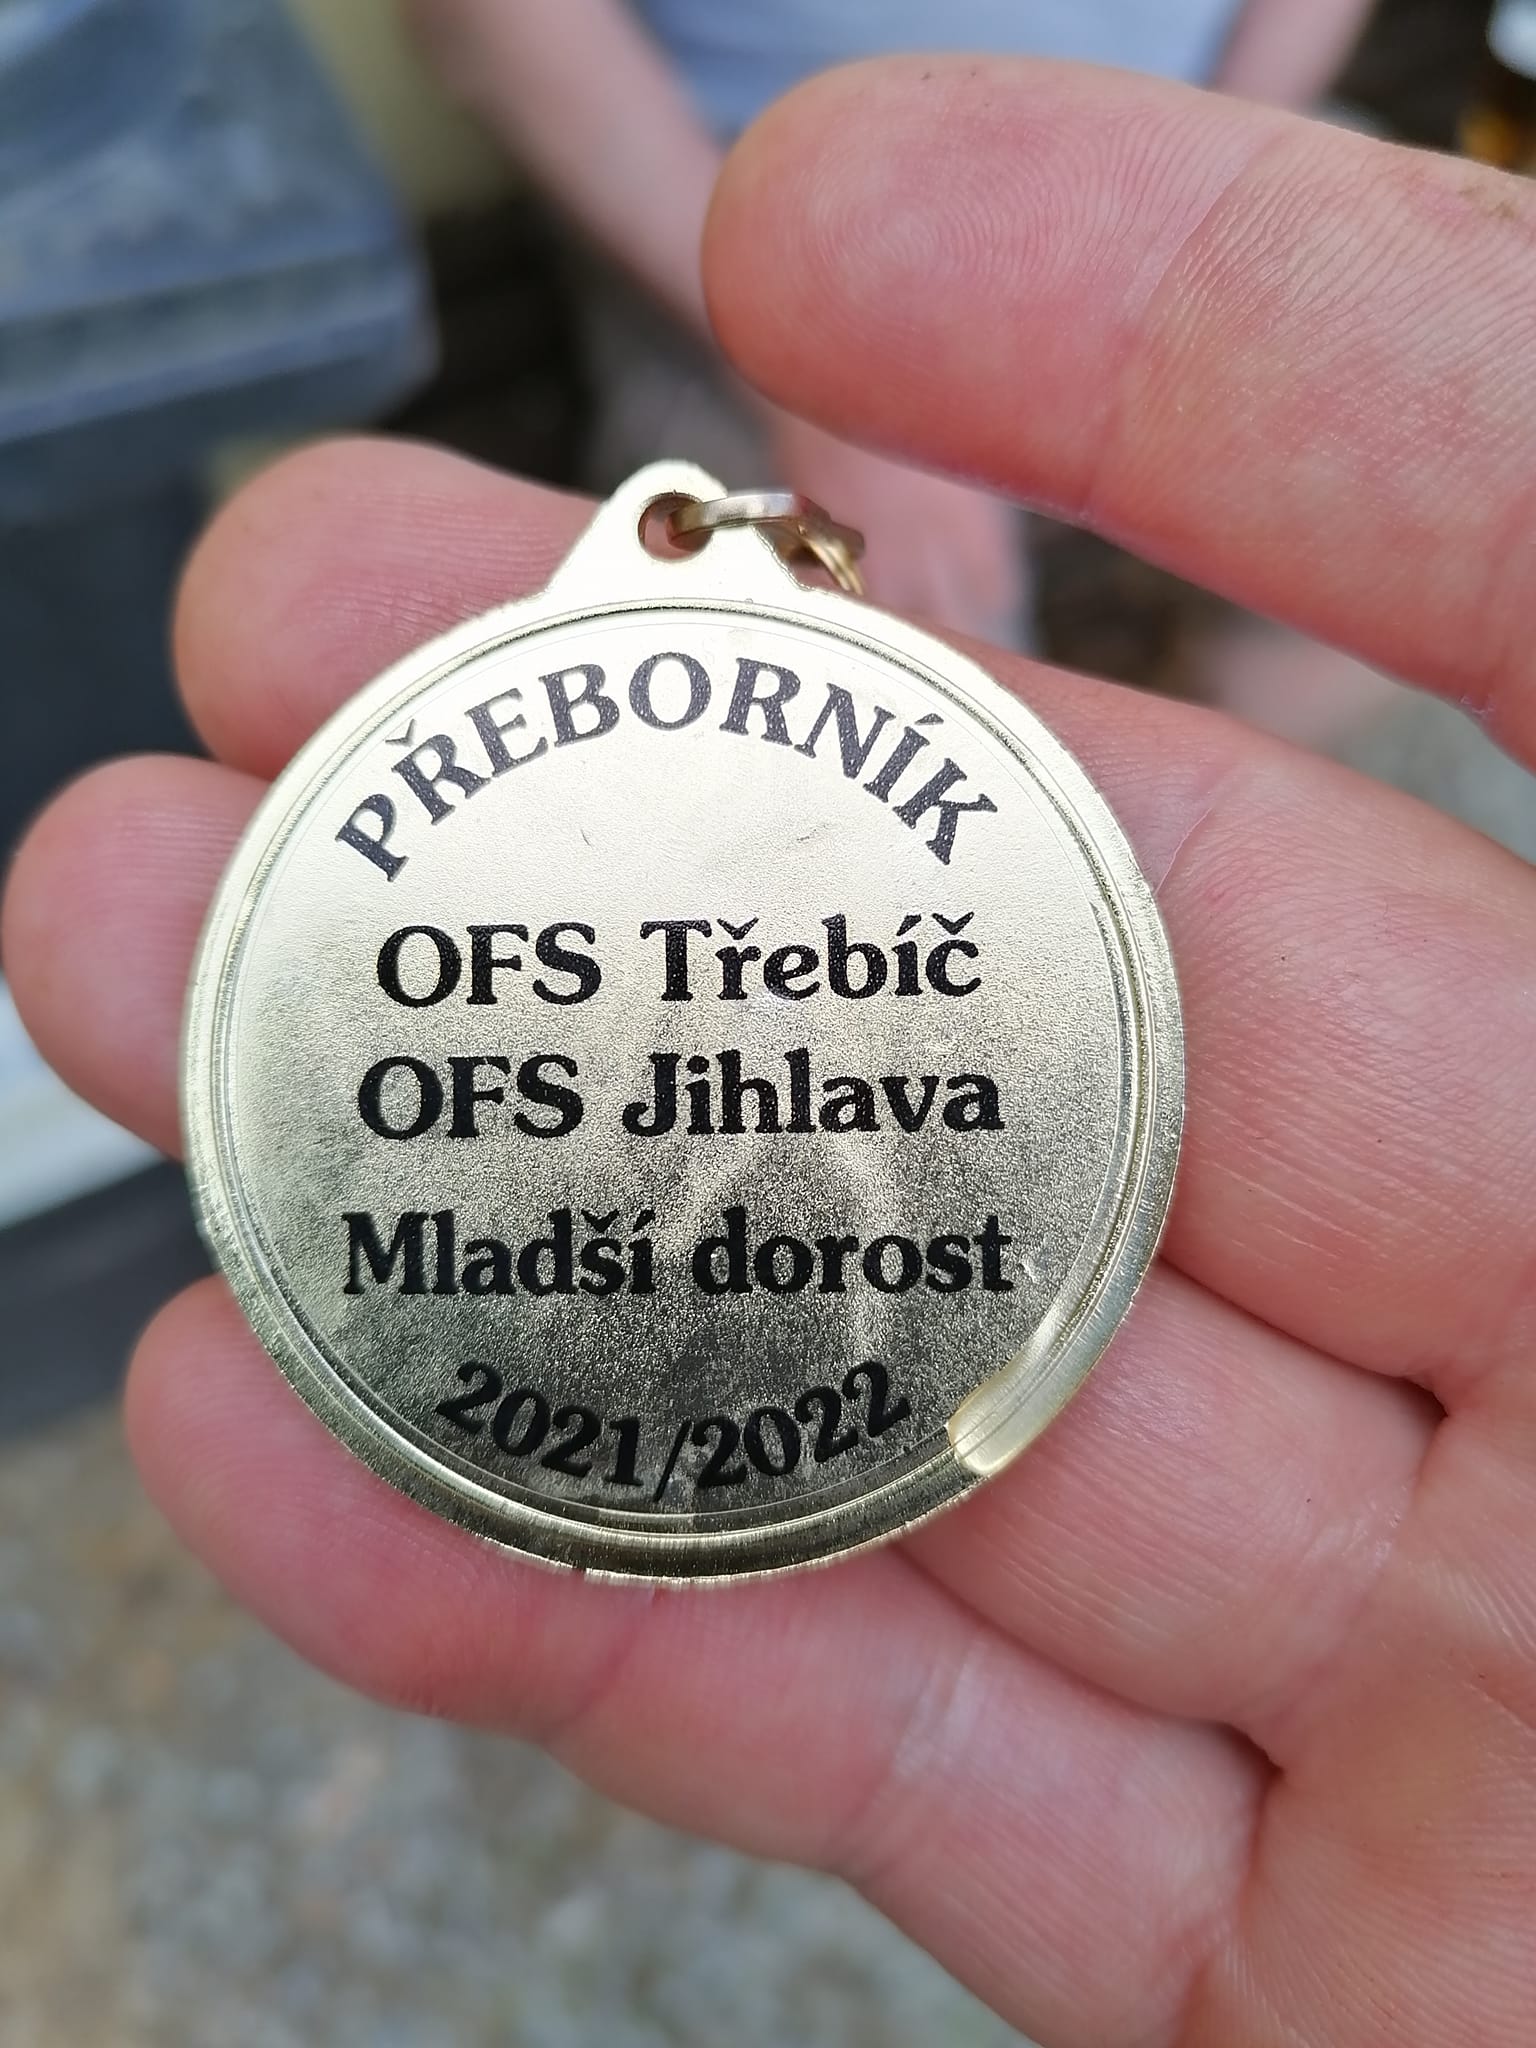 PŘEBORNÍK
OFS Třebíč
OFS Jihlava
Mladší dorost
2021/2022